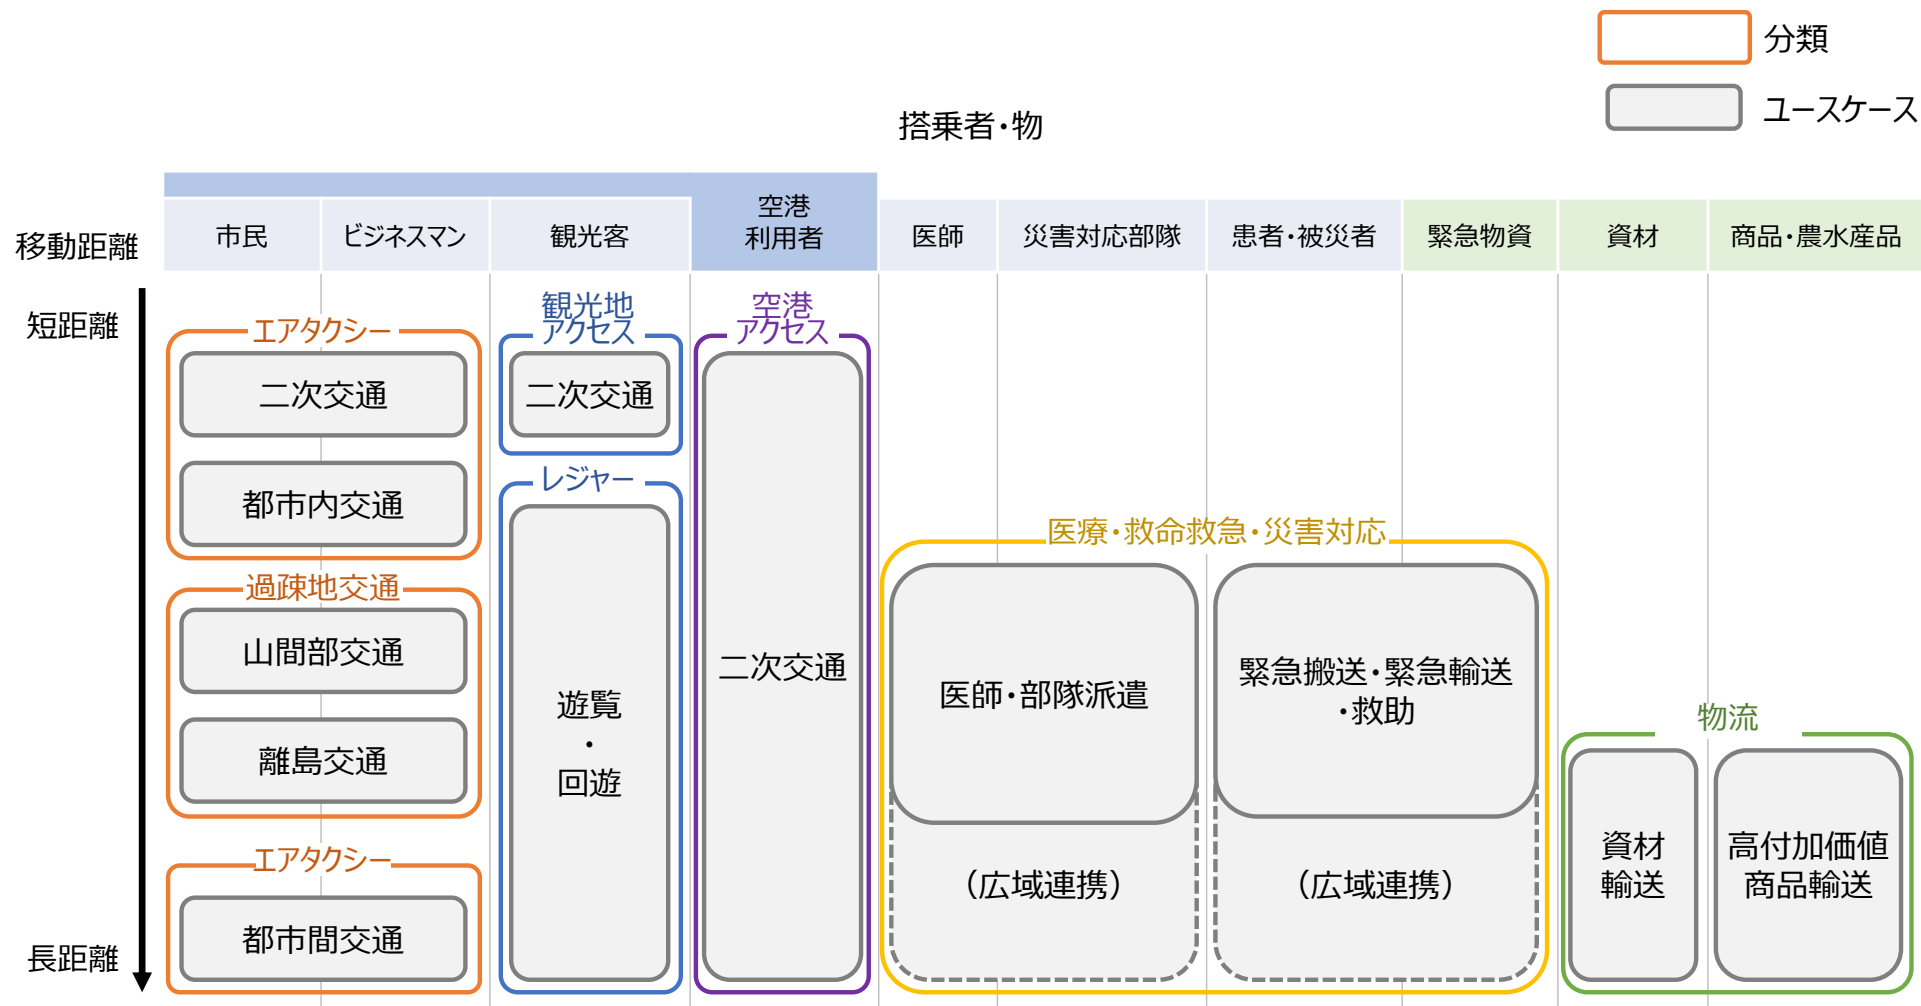 分類
ユースケース
搭乗者・物
移動距離
市民
ビジネスマン
観光客
空港
利用者
医師
災害対応部隊
患者・被災者
緊急物資
資材
商品・農水産品
短距離
長距離
エアタクシー
二次交通
都市内交通
過疎地交通
山間部交通
離島交通
エアタクシー
都市間交通
観光地
アクセス
二次交通
レジャー
遊覧
・
回遊
空港
アクセス
二次交通
医療・救命救急・災害対応
医師・部隊派遣
（広域連携）
緊急搬送・緊急輸送
・救助
（広域連携）
物流
資材
輸送
高付加価値
商品輸送